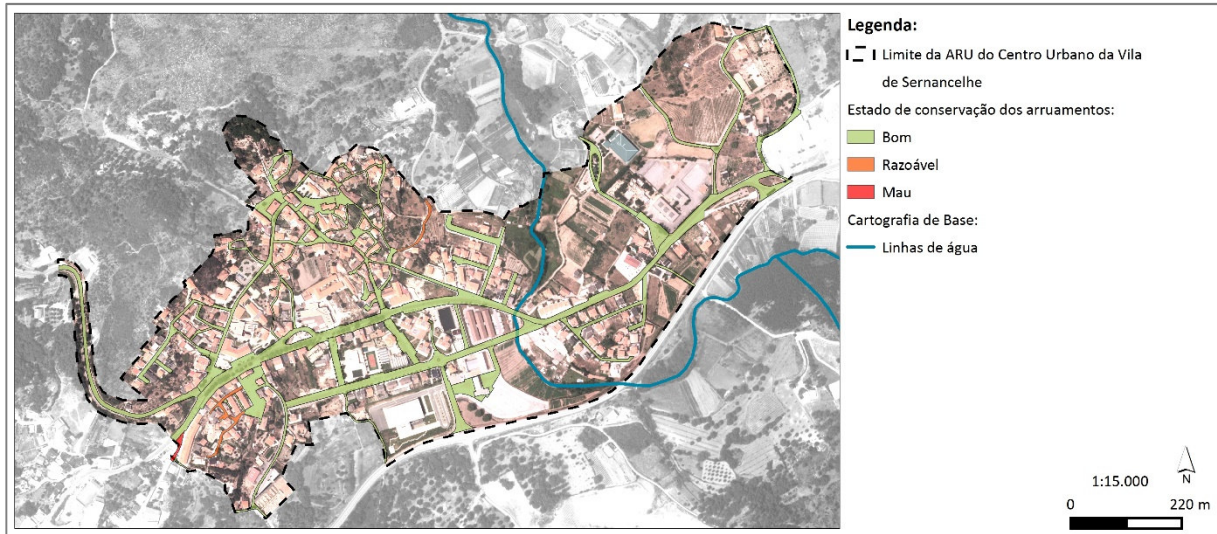 Legenda:
Limite da ARU do Centro Urbano da Vila
de Sernancelhe
Estado de conservação dos arruamentos:
Bom
Razoável
Mau
Cartografia de Base:
Linhas de água
1:15.000
N
0 220 m